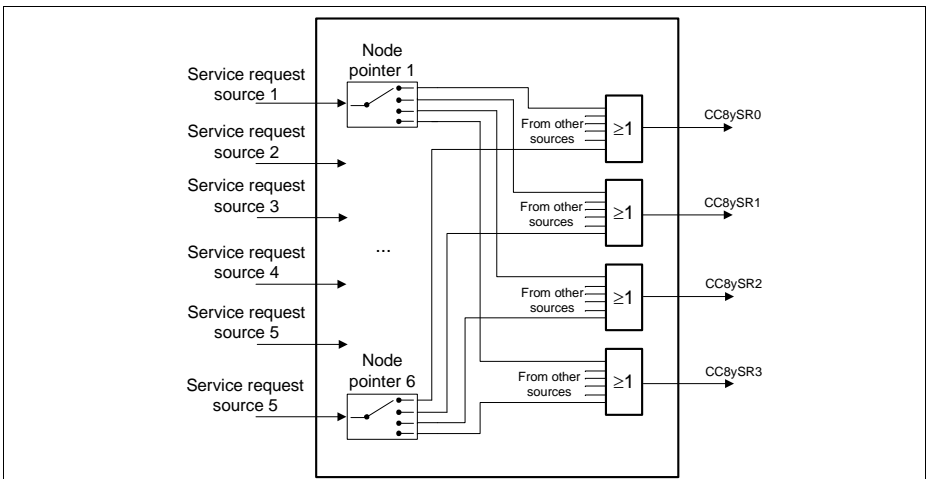 Node
pointer 1
Service request
source 1
Service request
source 2
Service request
source 3
...
Service request
source 4
Service request
source 5
Node
pointer 6
Service request
source 5
From other
sources
≥1
CC8ySR0
From other
sources
≥1
CC8ySR1
From other
sources
≥1
CC8ySR2
From other
sources
≥1
CC8ySR3